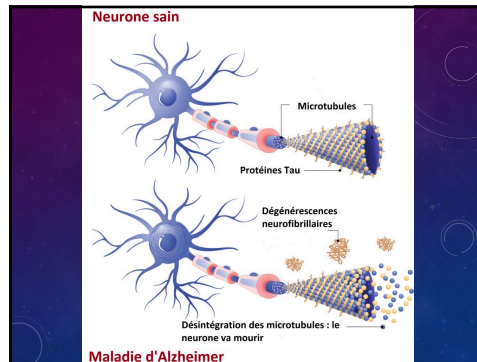 Neurone sain
Microtubules
Protéines Tau
Dégénérescences
neurofibrillaires
Désintégration des microtubules : le
neurone va mourir
Maladie d'Alzheimer